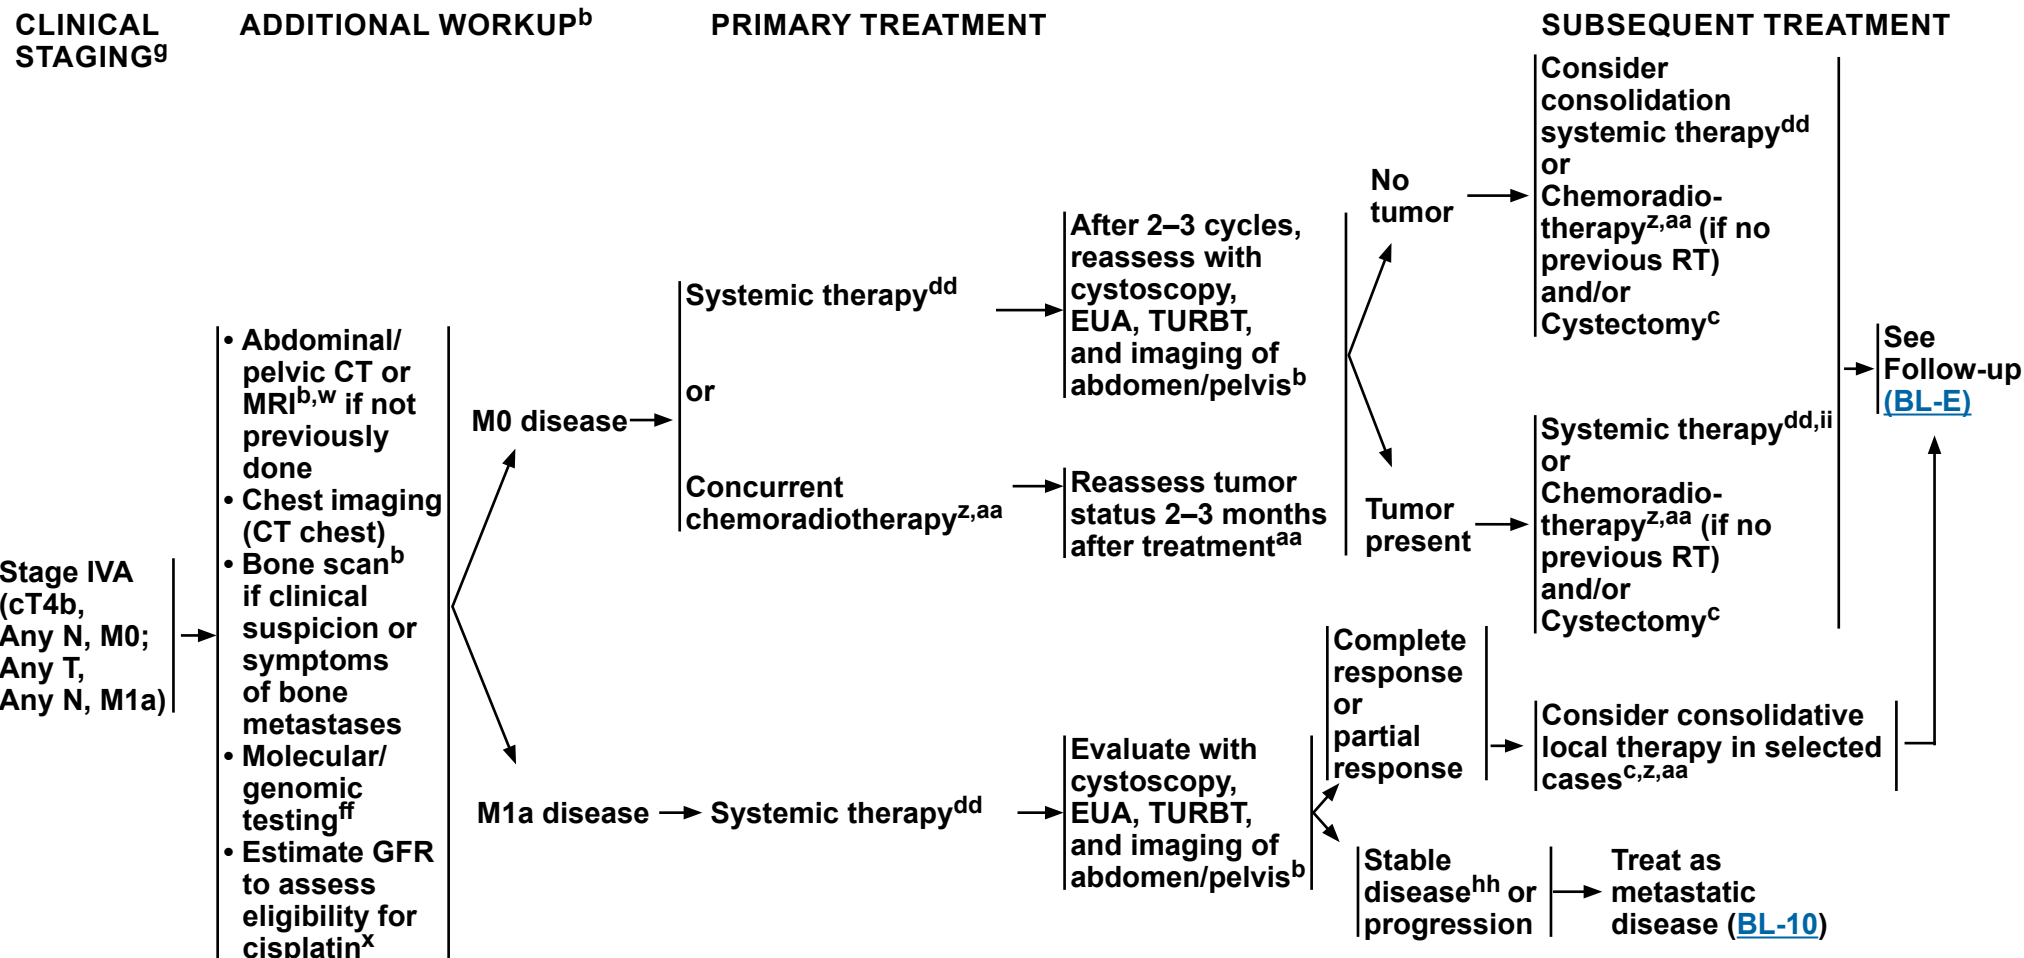 CLINICAL
STAGINGg
ADDITIONAL WORKUPb
PRIMARY TREATMENT
SUBSEQUENT TREATMENT
Stage IVA
(cT4b,
Any N, M0;
Any T,
Any N, M1a)
• Abdominal/
pelvic CT or
MRIb,w if not
previously
done
• Chest imaging
(CT chest)
• Bone scanb
if clinical
suspicion or
symptoms
of bone
metastases
• Molecular/
genomic
testingff
• Estimate GFR
to assess
eligibility for
cisplatinx
M0 disease
Systemic therapydd
or
Concurrent
chemoradiotherapyz,aa
After 2–3 cycles,
reassess with
cystoscopy,
EUA, TURBT,
and imaging of
abdomen/pelvisb
Reassess tumor
status 2–3 months
after treatmentaa
No
tumor
Consider
consolidation
systemic therapydd
or
Chemoradio-
therapyz,aa (if no
previous RT)
and/or
Cystectomyc
Tumor
present
Systemic therapydd,ii
or
Chemoradio-
therapyz,aa (if no
previous RT)
and/or
Cystectomyc
See
Follow-up
(BL-E)
M1a disease
Systemic therapydd
Evaluate with
cystoscopy,
EUA, TURBT,
and imaging of
abdomen/pelvisb
Complete
response
or
partial
response
Consider consolidative
local therapy in selected
casesc,z,aa
Stable
diseasehh or
progression
Treat as
metastatic
disease (BL-10)